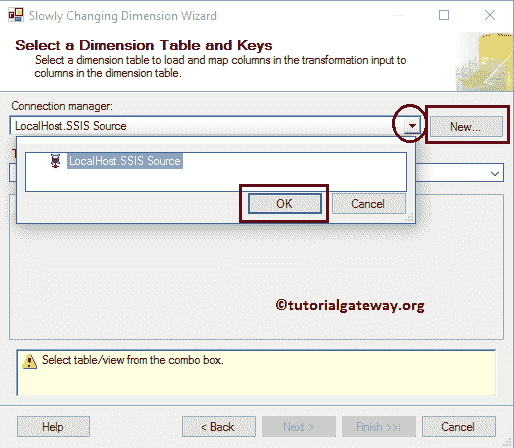 Slowly Changing Dimension Wizard
Select a Dimension Table and Keys
Select a dimension table to load and map columns in the transformation input to
columns in the dimension table.
Connection manager:
LocalHost.SSIS Source
New...
LocalHost.SSIS Source
OK
Cancel
©tutorialgateway.org
Select table/view from the combo box.
Help
< Back
Next >
Finish >>|
Cancel